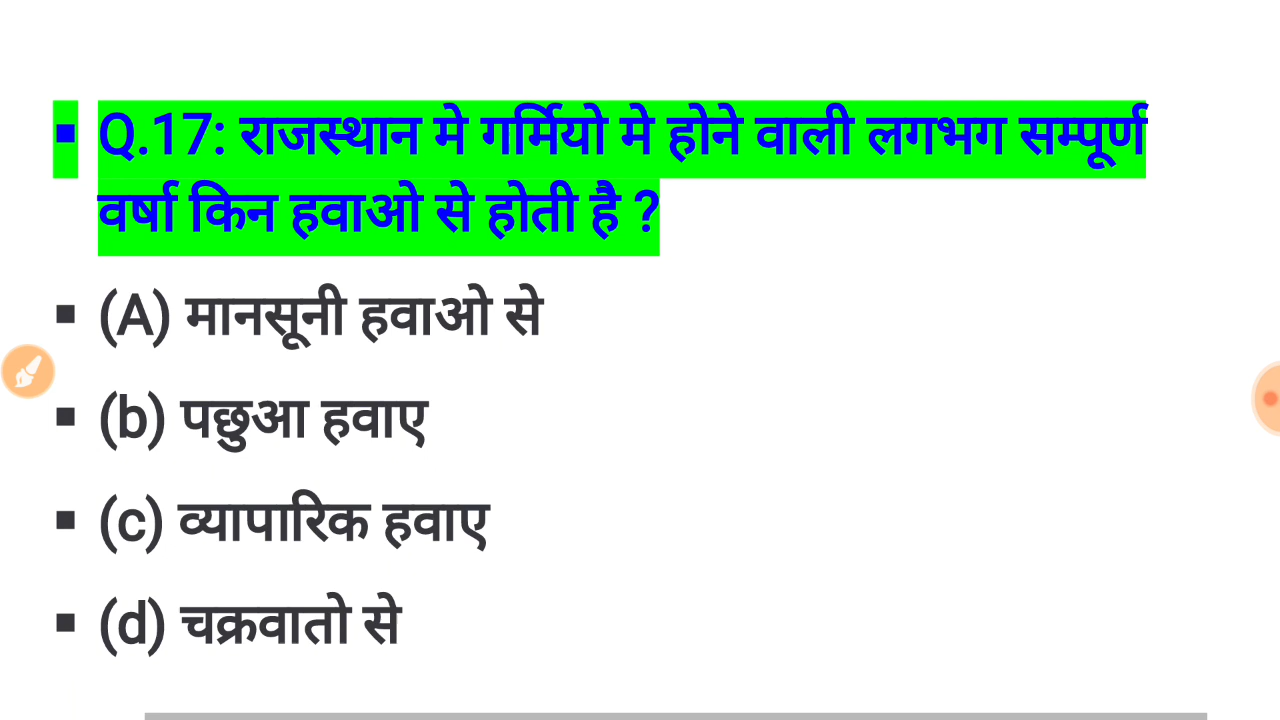 ▪ Q.17: राजस्थान मे गर्मियो मे होने वाली लगभग सम्पूर्ण
वर्षा किन हवाओ से होती है ?
▪ (A) मानसूनी हवाओ से
▪ (b) पछुआ हवाए
▪ (c) व्यापारिक हवाए
▪ (d) चक्रवातो से